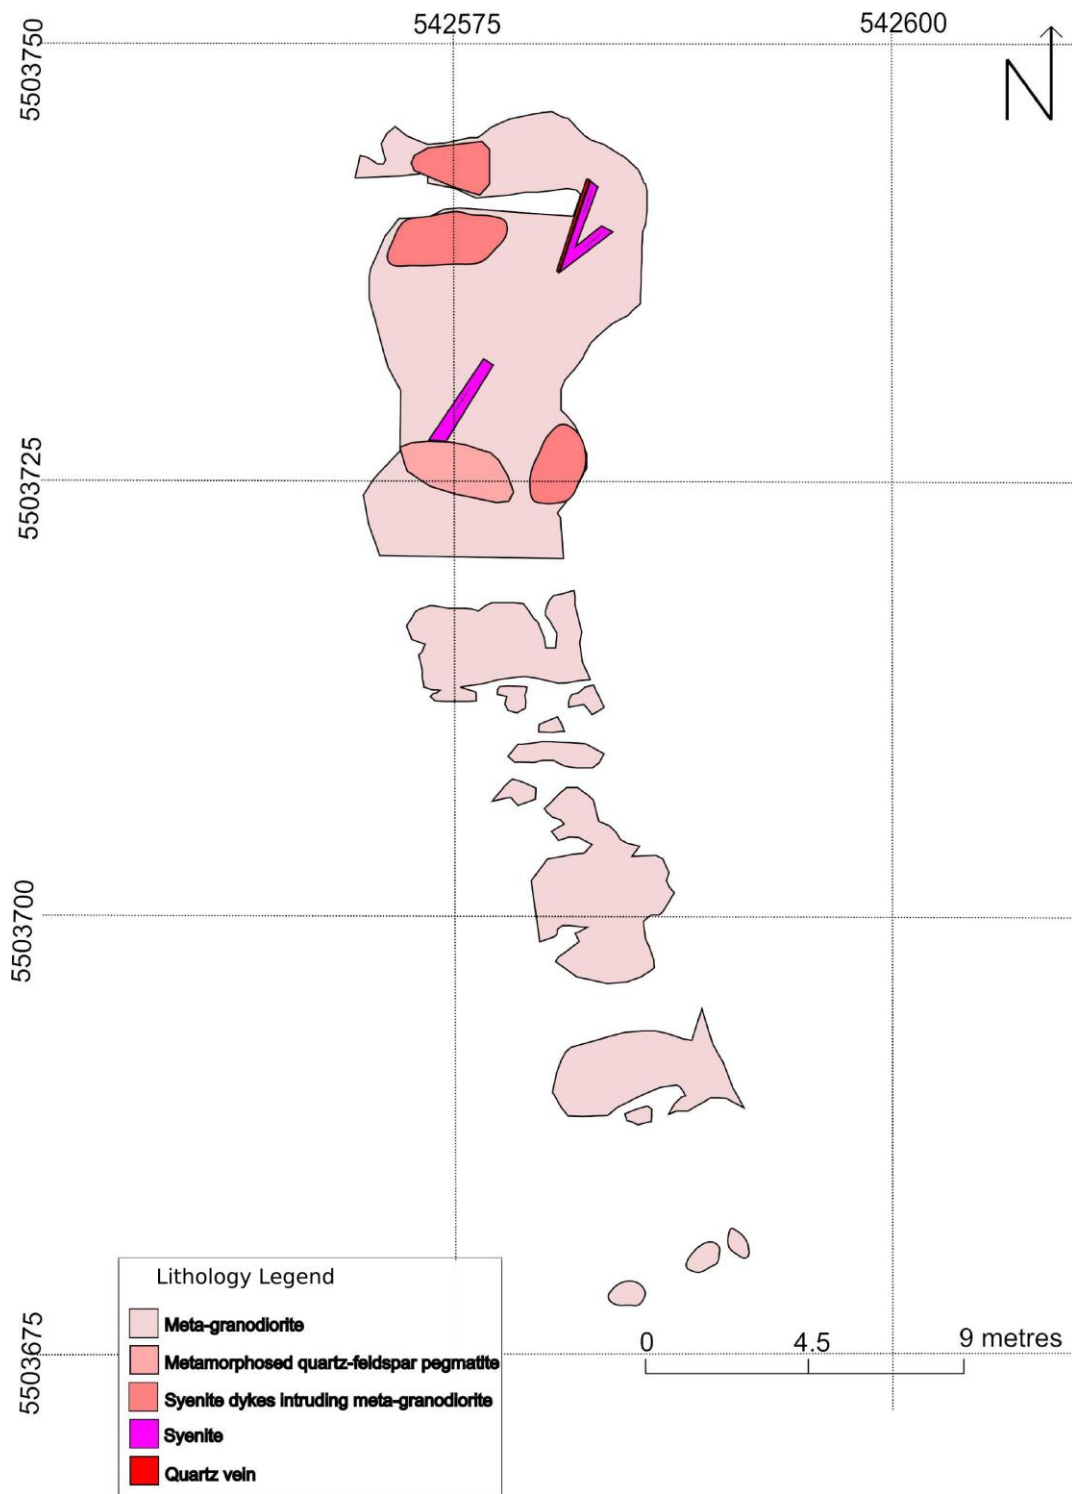 542575
542600
5503750
N
5503725
5503700
5503675
0
4.5
9 metres
Lithology Legend
Meta-granodiorite
Metamorphosed quartz-feldspar pegmatite
Syenite dykes intruding meta-granodiorite
Syenite
Quartz vein